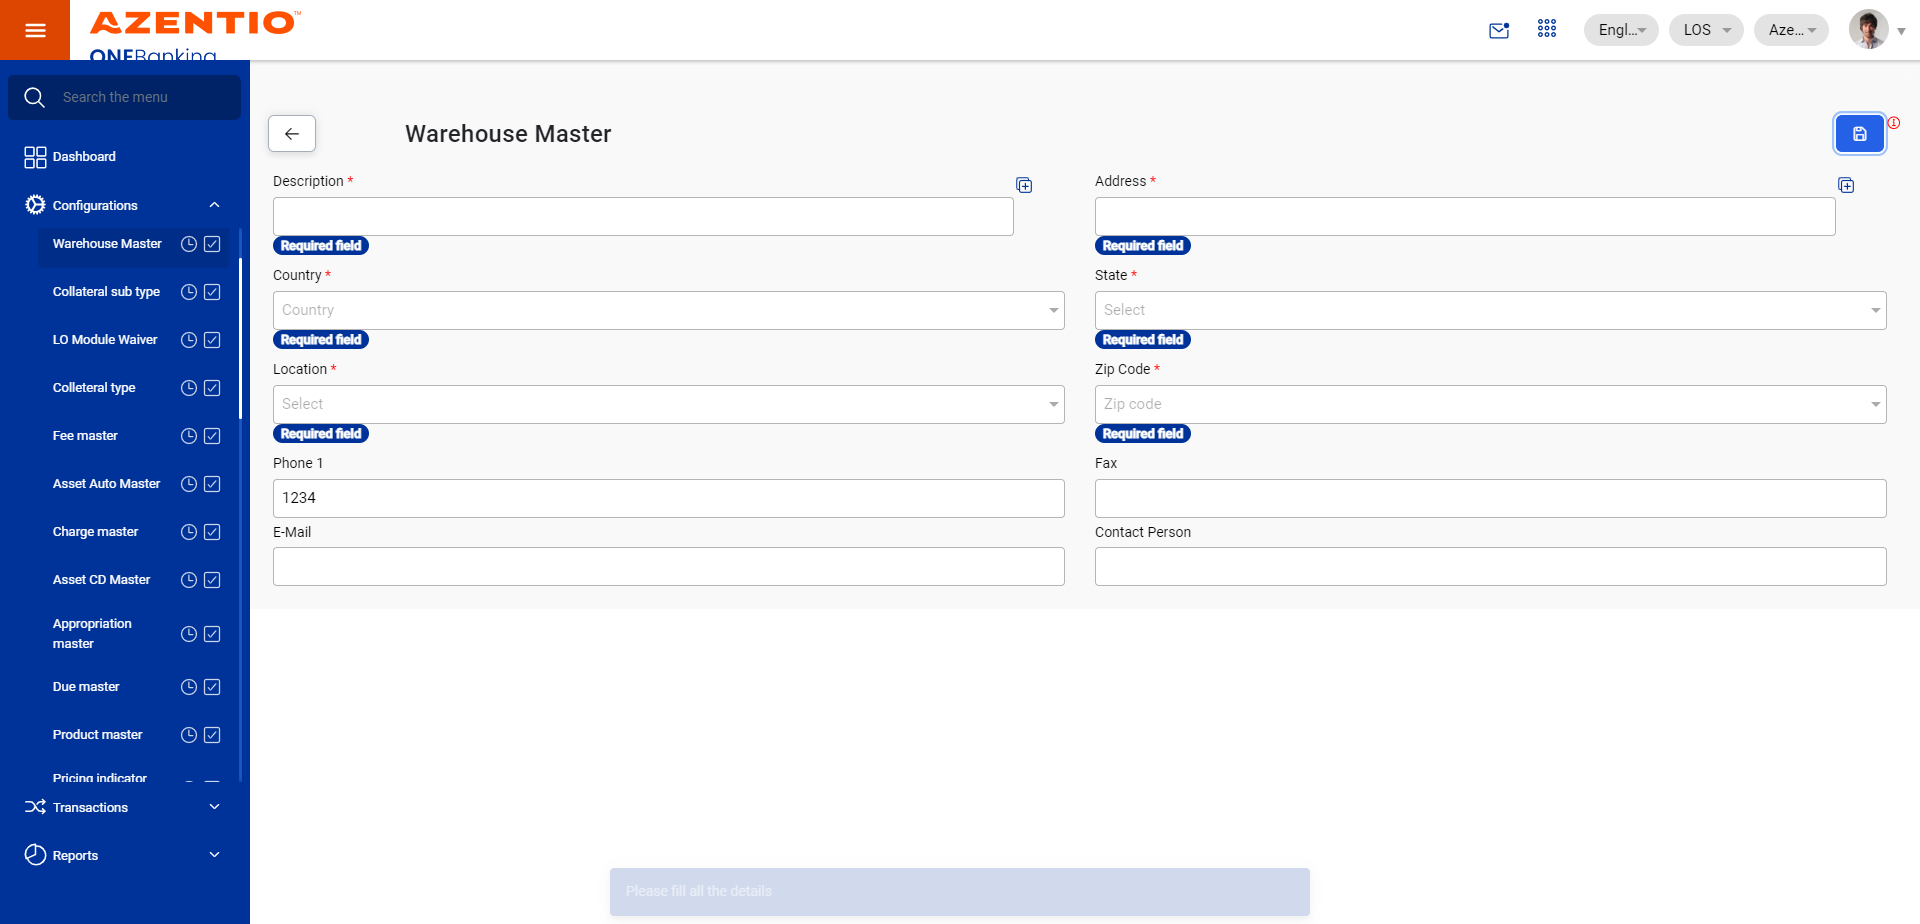 AZENTIO™
ONEBanking
Engl...
LOS
Aze...
Search the menu
Dashboard
Configurations
Warehouse Master
Collateral sub type
LO Module Waiver
Colleteral type
Fee master
Asset Auto Master
Charge master
Asset CD Master
Appropriation
master
Due master
Product master
Pricing indicator
Transactions
Reports
Warehouse Master
Description *
Required field
Address *
Required field
Country *
Country
Required field
State *
Select
Required field
Location *
Select
Required field
Zip Code *
Zip code
Required field
Phone 1
1234
Fax
E-Mail
Contact Person
Please fill all the details